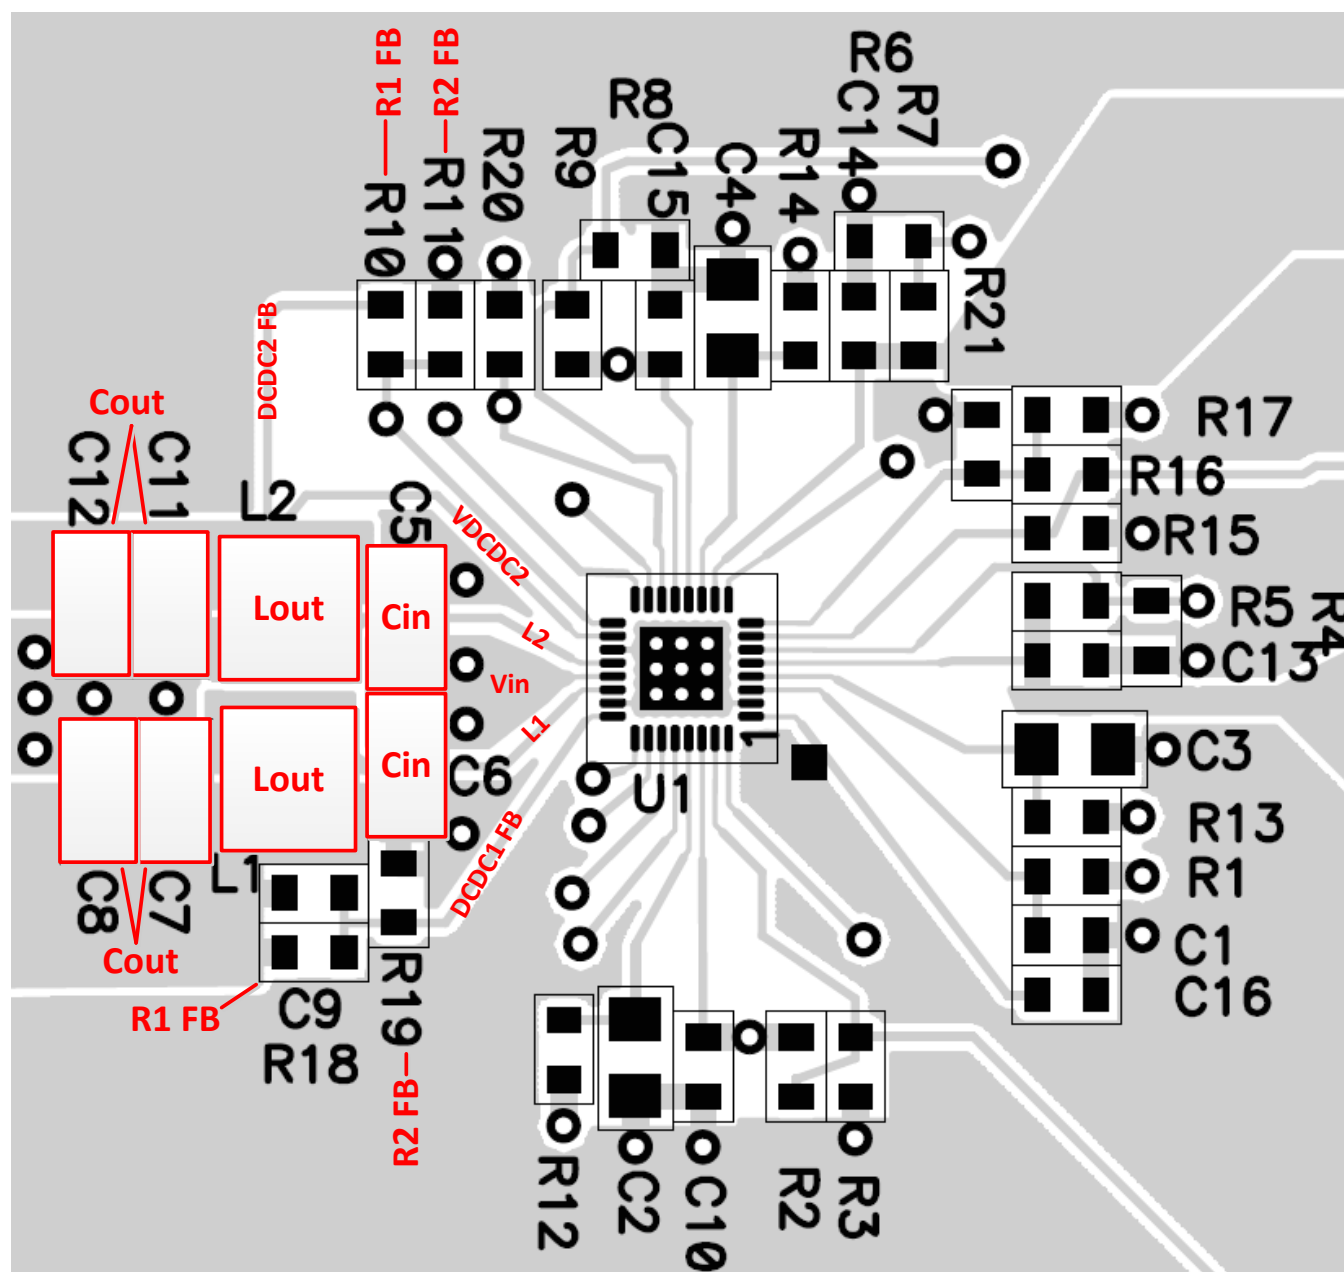 R1 FB
R2 FB
R10
R11
R20
R9
R8
C15
C4
R14
R6
C14
R7
R21
DCDC2 FB
Cout
C12
C11
L2
C5
VDCDC2
L2
Vin
L1
Lout
Cin
Lout
Cin
C6
DCDC1 FB
U1
1
R17
R16
R15
R5
R4
C13
C3
R13
R1
C1
C16
C8
C7
L1
Cout
R1 FB
C9
R18
R19
R2 FB
R12
C2
C10
R2
R3